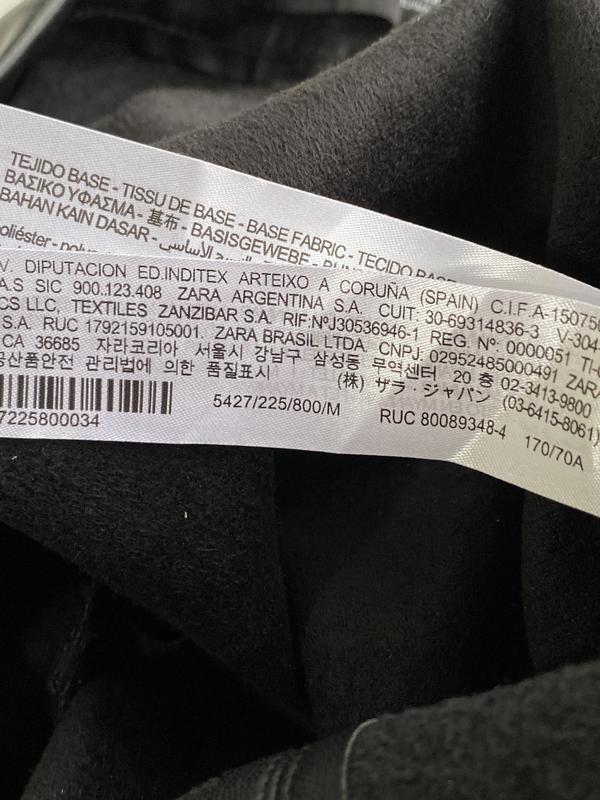 TEJIDO BASE - TISSU DE BASE - BASE FABRIC - TECIDO BASE
ΒΑΣΙΚΟ ΥΦΑΣΜΑ - 基布 - BASISGEWEBE -
BAHAN KAIN DASAR -
V. DIPUTACION ED.INDITEX ARTEIXO A CORUÑA (SPAIN) C.I.F.A-150756
A.S SIC 900.123.408 ZARA ARGENTINA S.A. CUIT: 30-69314836-3 V-304
CS LLC, TEXTILES ZANZIBAR S.A. RIF:NºJ30536946-1 REG Nº: 0000051 TI-
S.A. RUC 1792159105001. ZARA BRASIL LTDA. CNPJ: 02952485000491 ZARA
CA 36685 자라코리아 서울시 강남구 삼성동 무역센터 20 층 02-3413-9800
공산품안전 관리법에 의한 품질표시 (株) ザラ・ジャパン (03-6415-8061)
7225800034 5427/225/800/M RUC 80089348-4 170/70A